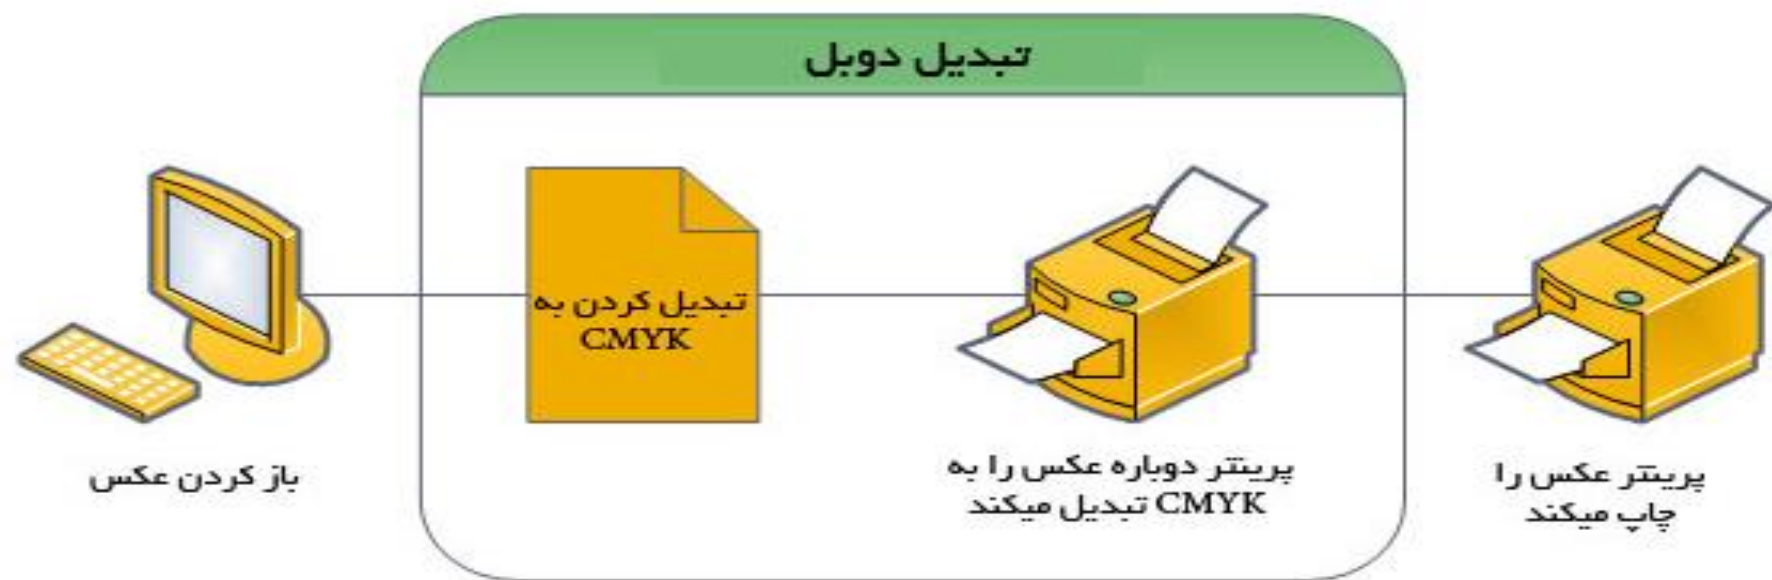 تبدیل دوبل
تبدیل کردن به
CMYK
باز کردن عکس
پرینتر دوباره عکس را به
CMYK تبدیل میکند
پرینتر عکس را
چاپ میکند